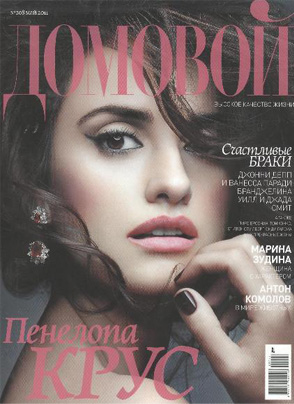 ДОМОВОЙ
ВЫСОКОЕ КАЧЕСТВО ЖИЗНИ
Счастливые
БРАКИ
ДЖОННИ ДЕПП
И ВАНЕССА ПАРАДИ
БРАНДЖЕЛИНА
УИЛЛ И ДЖАДА
СМИТ
МАРИНА
ЗУДИНА
АНТОН
КОМОЛОВ
Пенелопа
КРУС